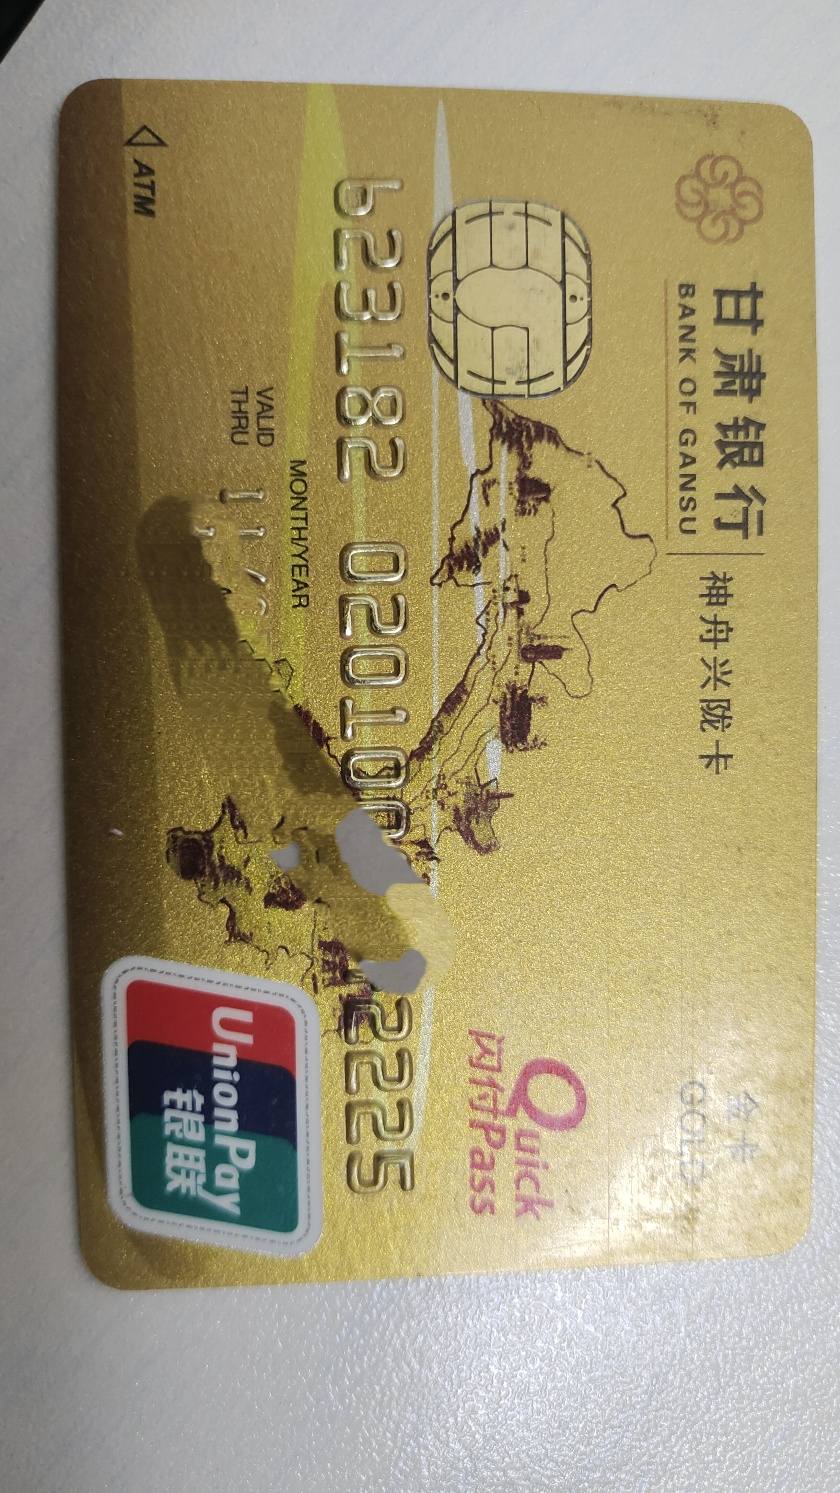 甘肃银行 神舟兴陇卡
BANK OF GANSU
金卡
GOLD
Quick
闪付Pass
623182 02010 2225
MONTH/YEAR
VALID
THRU
UnionPay
银联
ATM